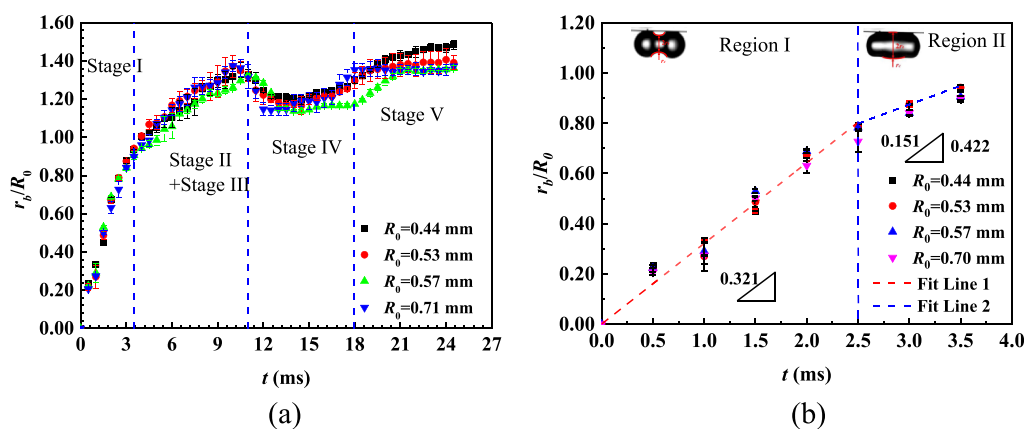 1.60
1.40
1.20
1.00
0.80
0.60
0.40
0.20
0.00
r_b/R_0
Stage I
Stage II
+Stage III
Stage IV
Stage V
R_0=0.44 mm
R_0=0.53 mm
R_0=0.57 mm
R_0=0.71 mm
0 3 6 9 12 15 18 21 24 27
t (ms)
(a)
1.20
1.00
0.80
0.60
0.40
0.20
0.00
r_b/R_0
Region I
Region II
0.151
0.422
0.321
R_0=0.44 mm
R_0=0.53 mm
R_0=0.57 mm
R_0=0.70 mm
Fit Line 1
Fit Line 2
0.0 0.5 1.0 1.5 2.0 2.5 3.0 3.5 4.0
t (ms)
(b)